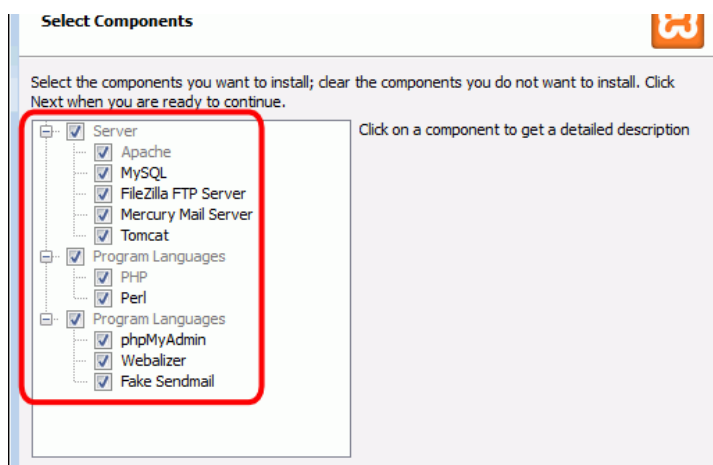 Select Components
Select the components you want to install; clear the components you do not want to install. Click
Next when you are ready to continue.
Server
Apache
MySQL
FileZilla FTP Server
Mercury Mail Server
Tomcat
Program Languages
PHP
Perl
Program Languages
phpMyAdmin
Webalizer
Fake Sendmail
Click on a component to get a detailed description